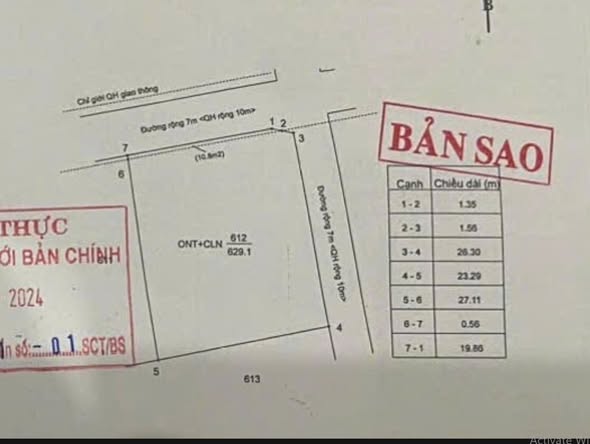 B
Chỉ giới QH giao thông
Đường rộng 7m <QH rộng 10m>
1 2
3
7
(10.8m2)
6
BẢN SAO
Cạnh Chiều dài (m)
1-2 1.35
2-3 1.56
3-4 26.30
4-5 23.29
5-6 27.11
6-7 0.56
7-1 19.86
Đường rộng 7m <QH rộng 10m>
ONT+CLN 612
629.1
THỰC
ỚI BẢN CHÍNH
2024
n số:- 01 SCT/BS
4
5
613